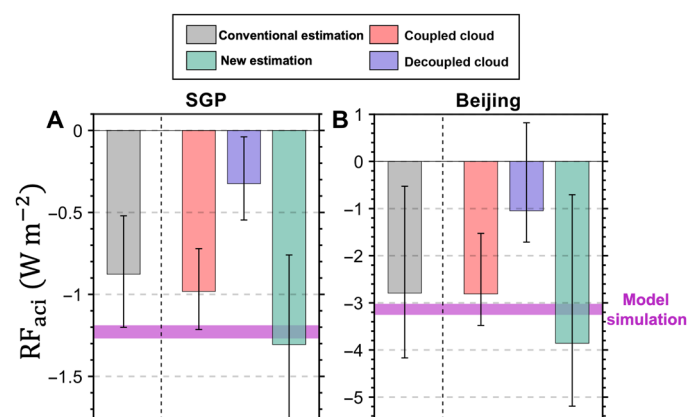 Conventional estimation
Coupled cloud
New estimation
Decoupled cloud
A
SGP
B
Beijing
RFaci (W m−2)
0
−0.5
−1
−1.5
1
0
−1
−2
−3
−4
−5
Model
simulation